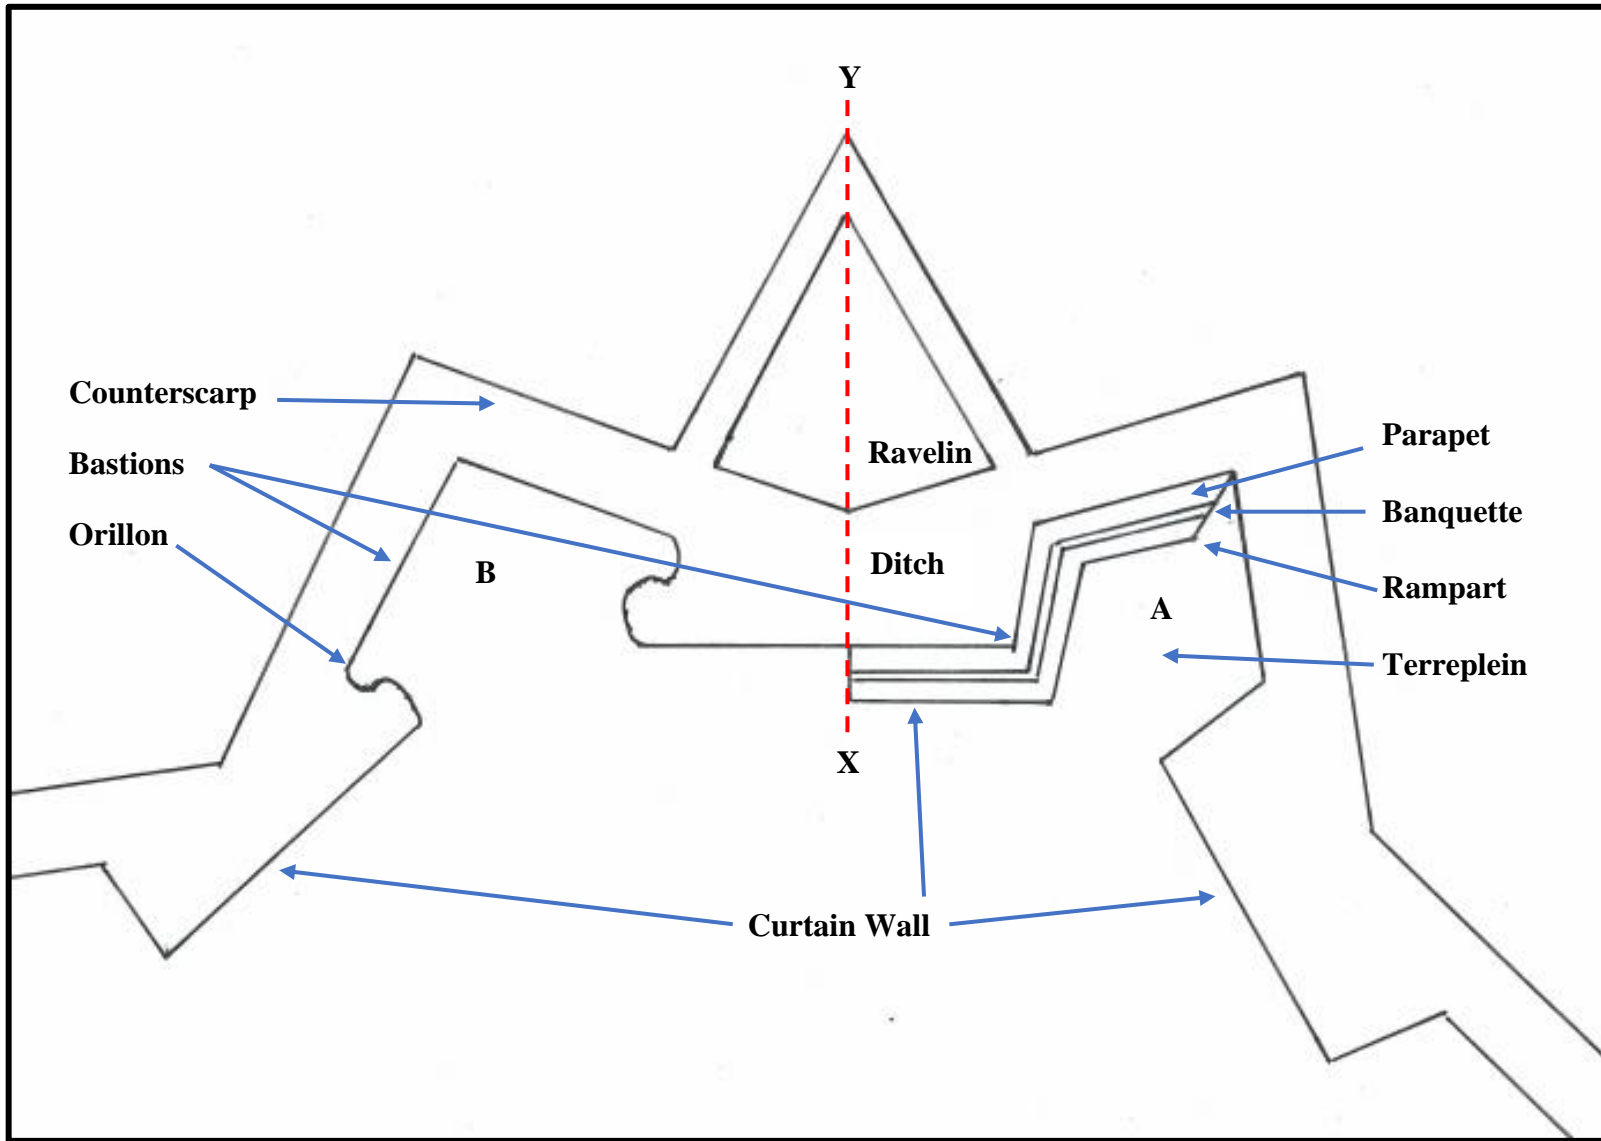 Y
Counterscarp
Bastions
Orillon
B
Ravelin
Ditch
Parapet
Banquette
Rampart
A
Terreplein
X
Curtain Wall